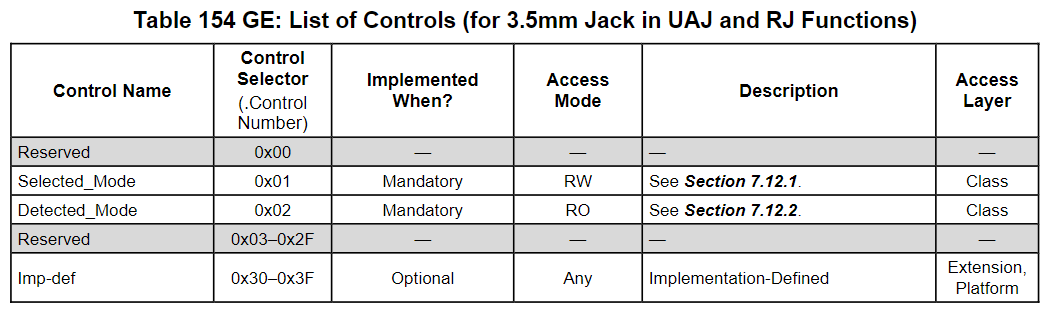 Table 154 GE: List of Controls (for 3.5mm Jack in UAJ and RJ Functions)
Control Name Control Selector (.Control Number) Implemented When? Access Mode Description Access Layer
Reserved 0x00 — — — —
Selected_Mode 0x01 Mandatory RW See Section 7.12.1. Class
Detected_Mode 0x02 Mandatory RO See Section 7.12.2. Class
Reserved 0x03–0x2F — — — —
Imp-def 0x30–0x3F Optional Any Implementation-Defined Extension, Platform